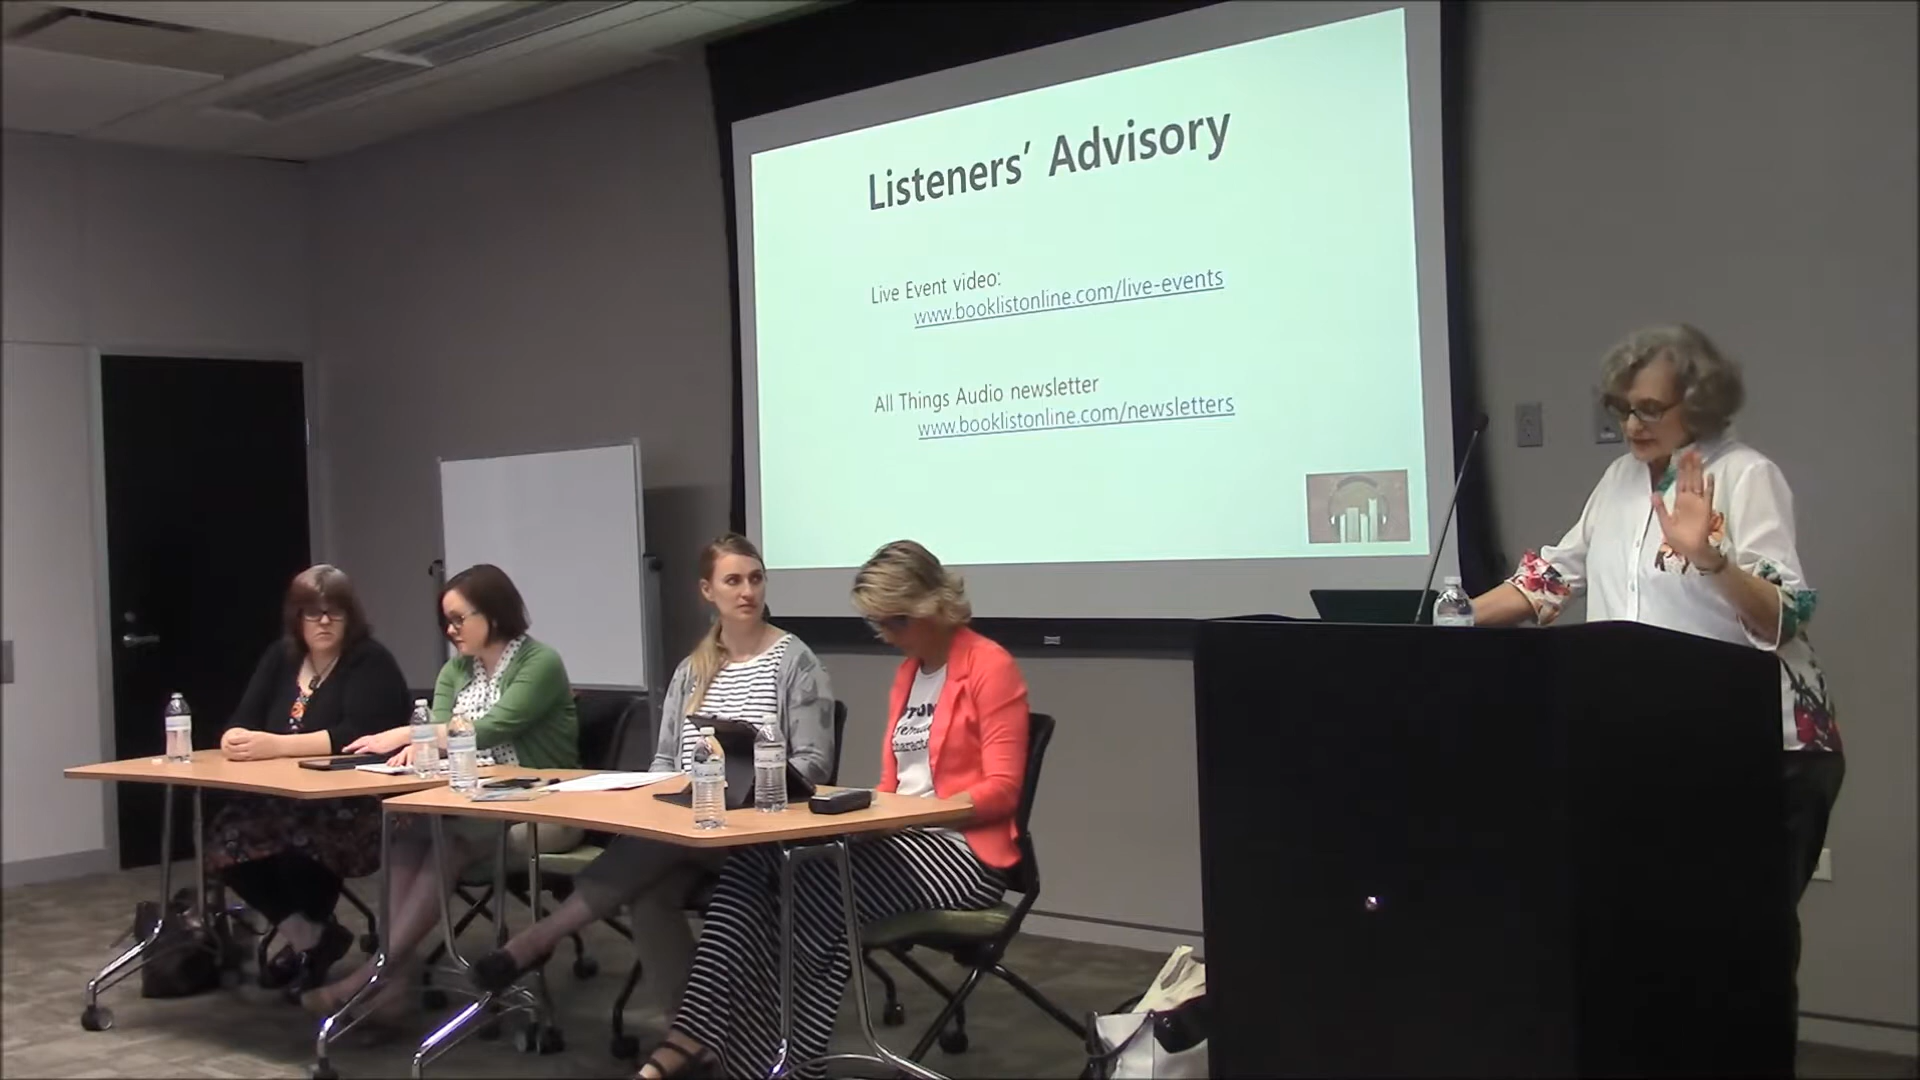 Listeners’ Advisory
Live Event video:
www.booklistonline.com/live-events
All Things Audio newsletter
www.booklistonline.com/newsletters